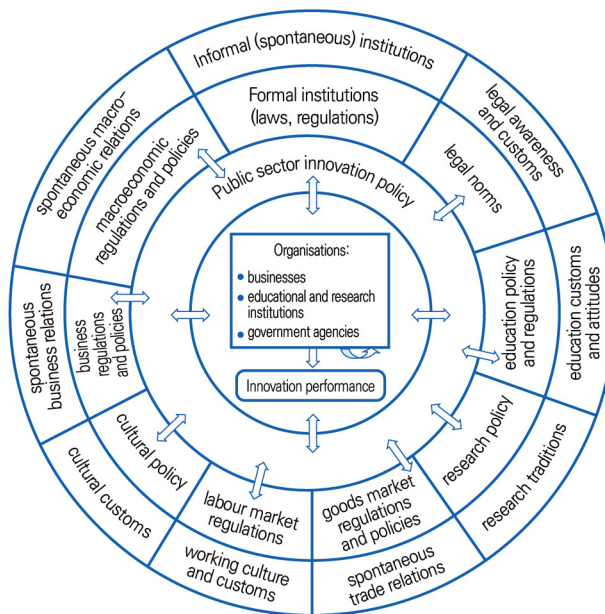 Informal (spontaneous) institutions
Formal institutions
(laws, regulations)
Public sector innovation policy
legal awareness
and customs
legal norms
education customs
and attitudes
education policy
and regulations
research traditions
research policy
spontaneous
trade relations
goods market
regulations
and policies
working culture
and customs
labour market
regulations
cultural customs
cultural policy
spontaneous
business relations
business
regulations
and policies
spontaneous macro-
economic relations
macroeconomic
regulations and policies
Organisations:
• businesses
• educational and research
institutions
• government agencies
Innovation performance